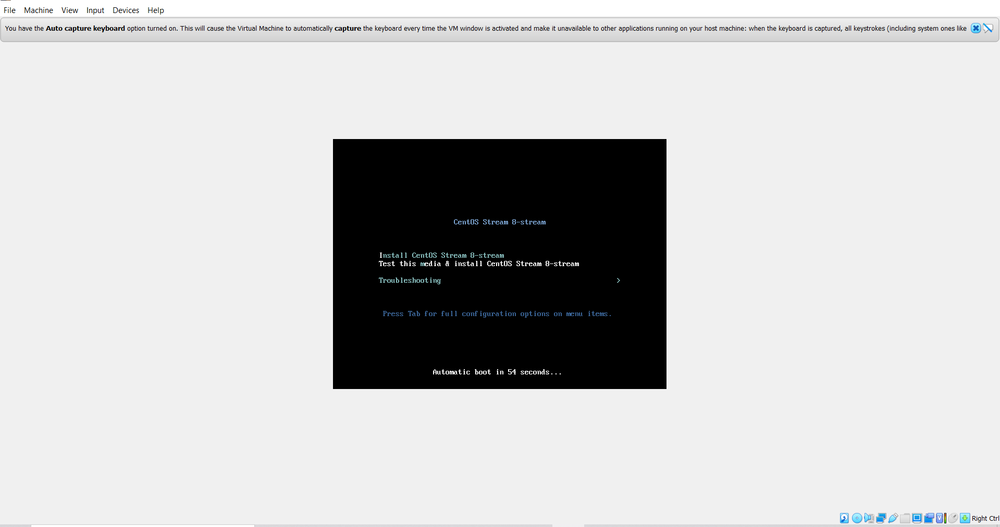 File Machine View Input Devices Help
You have the Auto capture keyboard option turned on. This will cause the Virtual Machine to automatically capture the keyboard every time the VM window is activated and make it unavailable to other applications running on your host machine: when the keyboard is captured, all keystrokes (including system ones like
CentOS Stream 8-stream
Install CentOS Stream 8-stream
Test this media & install CentOS Stream 8-stream
Troubleshooting >
Press Tab for full configuration options on menu items.
Automatic boot in 54 seconds...
Right Ctrl